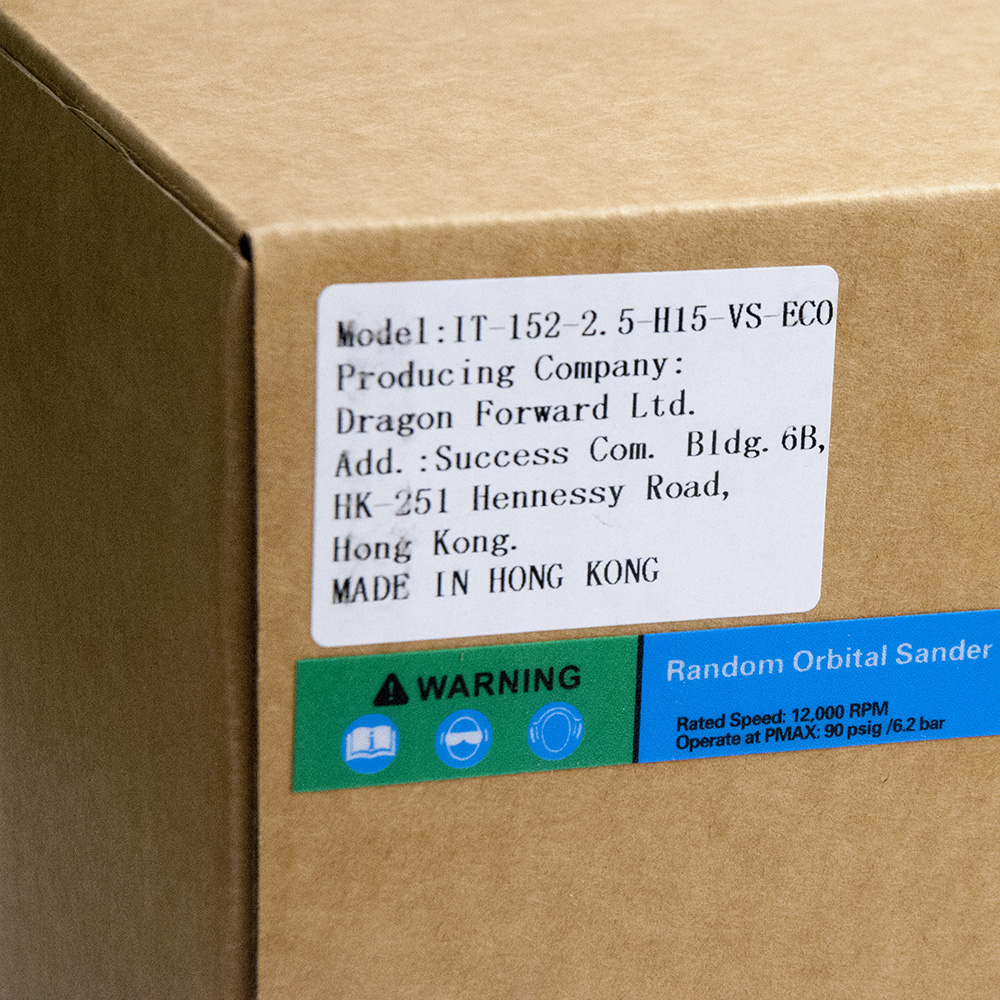 Model:IT-152-2.5-H15-VS-ECO
Producing Company:
Dragon Forward Ltd.
Add.:Success Com. Bldg. 6B,
HK-251 Hennessy Road,
Hong Kong.
MADE IN HONG KONG
WARNING
Random Orbital Sander
Rated Speed: 12,000 RPM
Operate at PMAX: 90 psig /6.2 bar